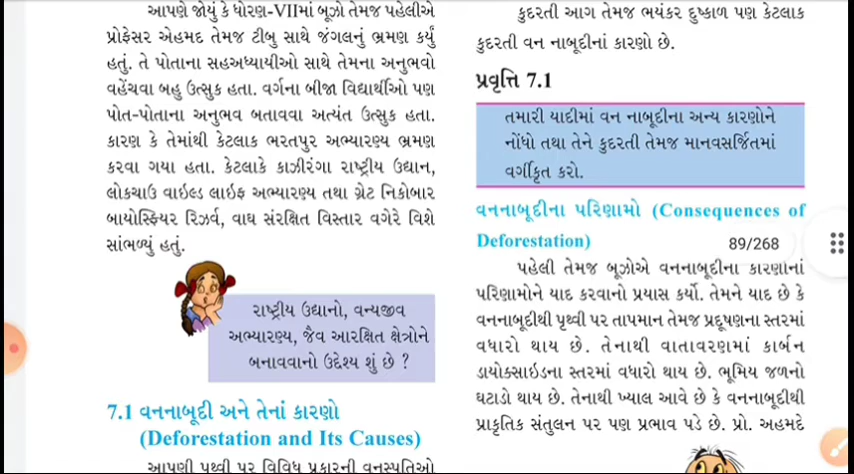 આપણે જોયું કે ધોરણ-VIIમાં બૂઝો તેમજ પહેલીએ
પ્રોફેસર એહમદ તેમજ ટીબુ સાથે જંગલનું ભ્રમણ કર્યું
હતું. તે પોતાના સહઅધ્યાયીઓ સાથે તેમના અનુભવો
વહેંચવા બહુ ઉત્સુક હતા. વર્ગના બીજા વિદ્યાર્થીઓ પણ
પોત-પોતાના અનુભવ બતાવવા અત્યંત ઉત્સુક હતા.
કારણ કે તેમાંથી કેટલાક ભરતપુર અભ્યારણ્ય ભ્રમણ
કરવા ગયા હતા. કેટલાકે કાઝીરંગા રાષ્ટ્રીય ઉદ્યાન,
લોકચાઉ વાઇલ્ડ લાઇફ અભ્યારણ્ય તથા ગ્રેટ નિકોબાર
બાયોસ્ફિયર રિઝર્વ, વાઘ સંરક્ષિત વિસ્તાર વગેરે વિશે
સાંભળ્યું હતું.
રાષ્ટ્રીય ઉદ્યાનો, વન્યજીવ
અભ્યારણ્ય, જૈવ આરક્ષિત ક્ષેત્રોને
બનાવવાનો ઉદ્દેશ્ય શું છે ?
7.1 વનનાબૂદી અને તેનાં કારણો
(Deforestation and Its Causes)
આપણી પૃથ્વી પર વિવિધ પ્રકારની વનસ્પતિઓ
કુદરતી આગ તેમજ ભયંકર દુષ્કાળ પણ કેટલાક
કુદરતી વન નાબૂદીનાં કારણો છે.
પ્રવૃત્તિ 7.1
તમારી યાદીમાં વન નાબૂદીના અન્ય કારણોને
નોંધો તથા તેને કુદરતી તેમજ માનવસર્જિતમાં
વર્ગીકૃત કરો.
વનનાબૂદીના પરિણામો (Consequences of
Deforestation)
89/268
પહેલી તેમજ બૂઝોએ વનનાબૂદીના કારણોનાં
પરિણામોને યાદ કરવાનો પ્રયાસ કર્યો. તેમને યાદ છે કે
વનનાબૂદીથી પૃથ્વી પર તાપમાન તેમજ પ્રદૂષણના સ્તરમાં
વધારો થાય છે. તેનાથી વાતાવરણમાં કાર્બન
ડાયોક્સાઇડના સ્તરમાં વધારો થાય છે. ભૂમિય જળનો
ઘટાડો થાય છે. તેનાથી ખ્યાલ આવે છે કે વનનાબૂદીથી
પ્રાકૃતિક સંતુલન પર પણ પ્રભાવ પડે છે. પ્રો. અહમદે